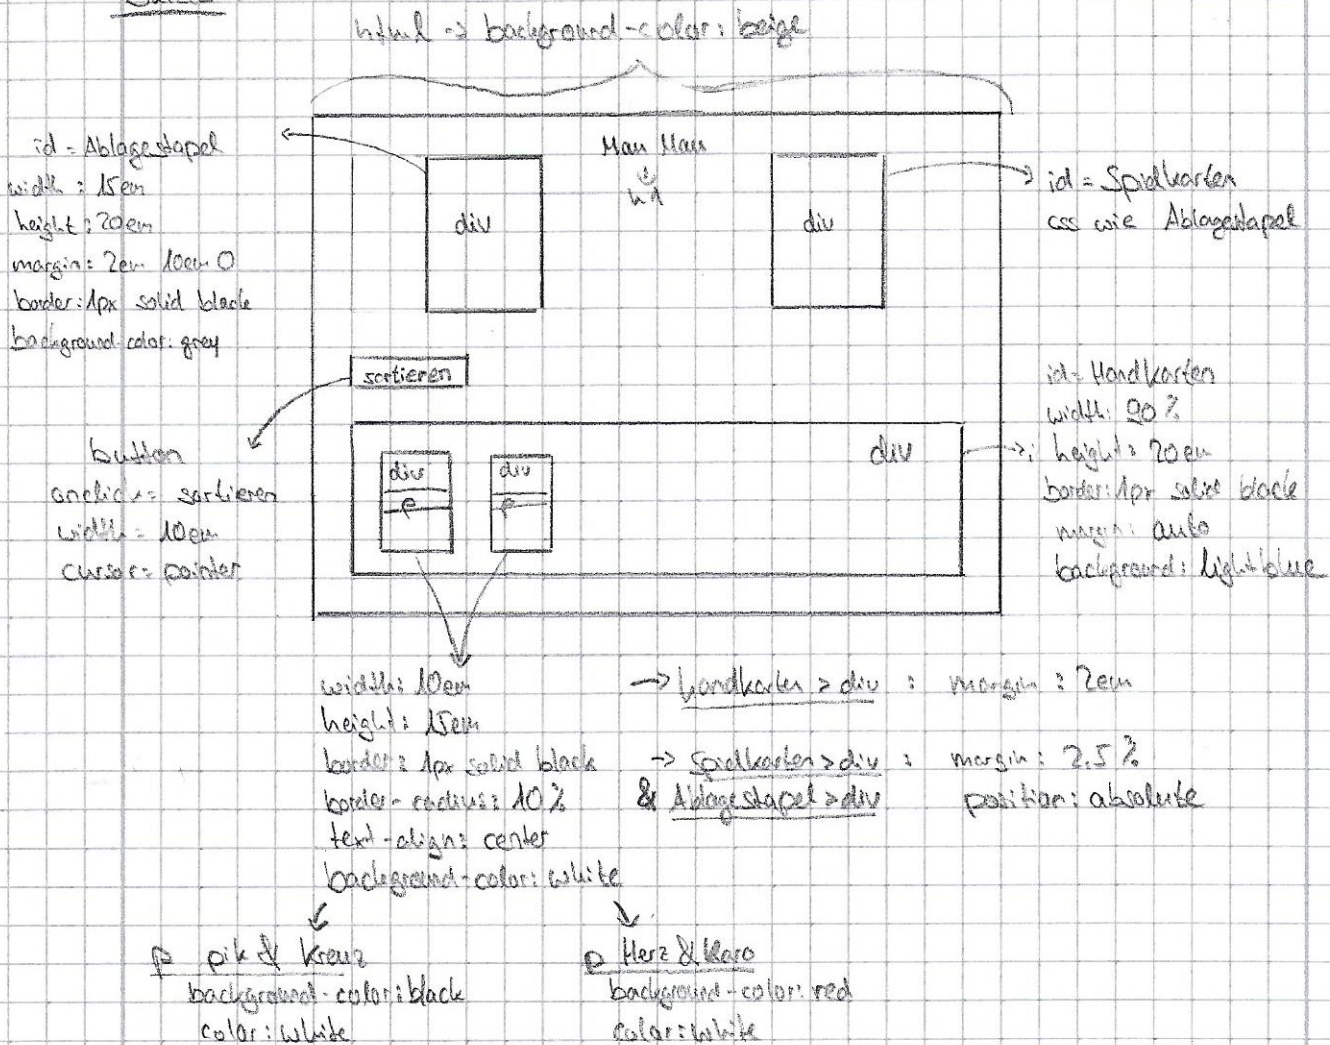 html -> background-color: beige
Mau Mau
h1
id = Ablagestapel
width : 15em
height : 20em
margin: 2em 10em 0
border: 1px solid black
background-color: grey
div
div
id = Spielkarten
css wie Ablagestapel
sortieren
button
onclick = sortieren
width = 10em
cursor = pointer
div
p
div
p
div
id = Handkarten
width: 90%
height: 20em
border: 1px solid black
margin: auto
background: lightblue
width: 10em
height: 15em
border: 1px solid black
border-radius: 10%
text-align: center
background-color: white
-> handkarten > div : margin : 2em
-> Spielkarten > div : margin: 2.5%
& Ablagestapel > div position: absolute
p pik & Kreuz
background-color: black
color: white
p Herz & Karo
background-color: red
color: white